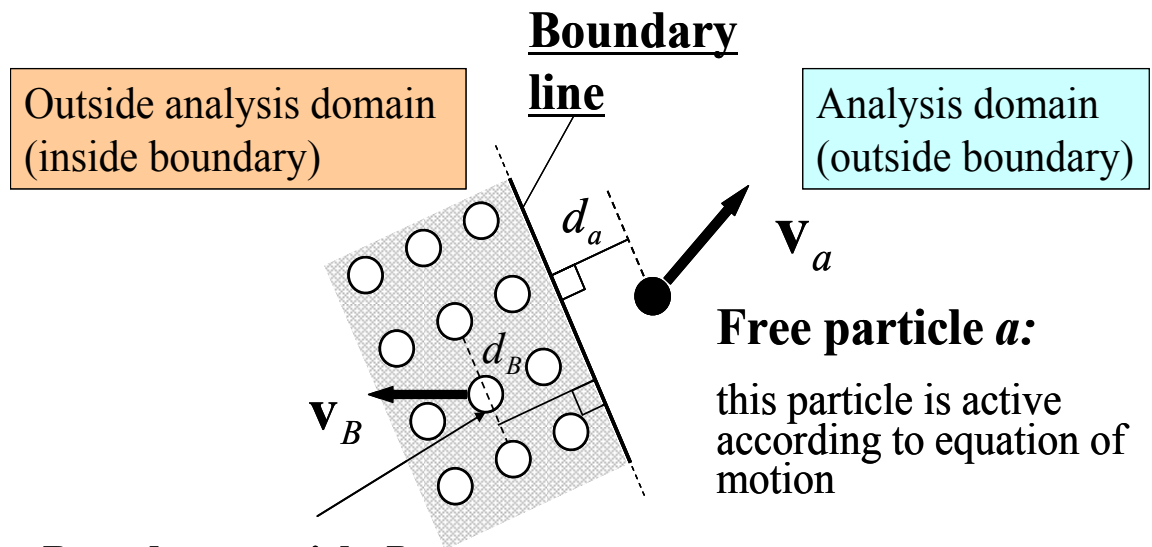 Boundary
line
Outside analysis domain
(inside boundary)
Analysis domain
(outside boundary)
d_a
v_a
Free particle a:
d_B
this particle is active
according to equation of
motion
v_B